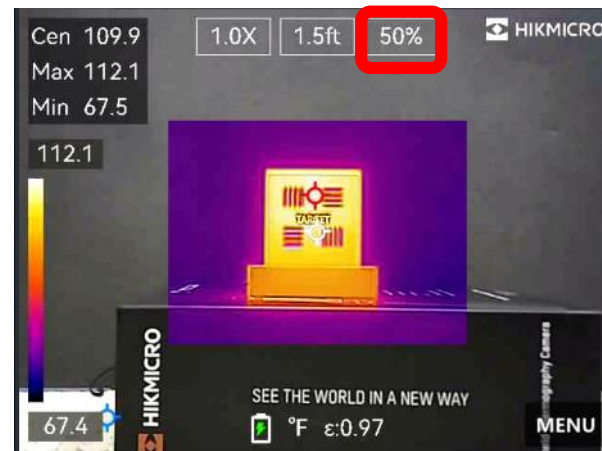 Cen 109.9
Max 112.1
Min 67.5
1.0X
1.5ft
50%
HIKMICRO
112.1
TARGET
HIKMICRO
SEE THE WORLD IN A NEW WAY
67.4
°F ε:0.97
MENU